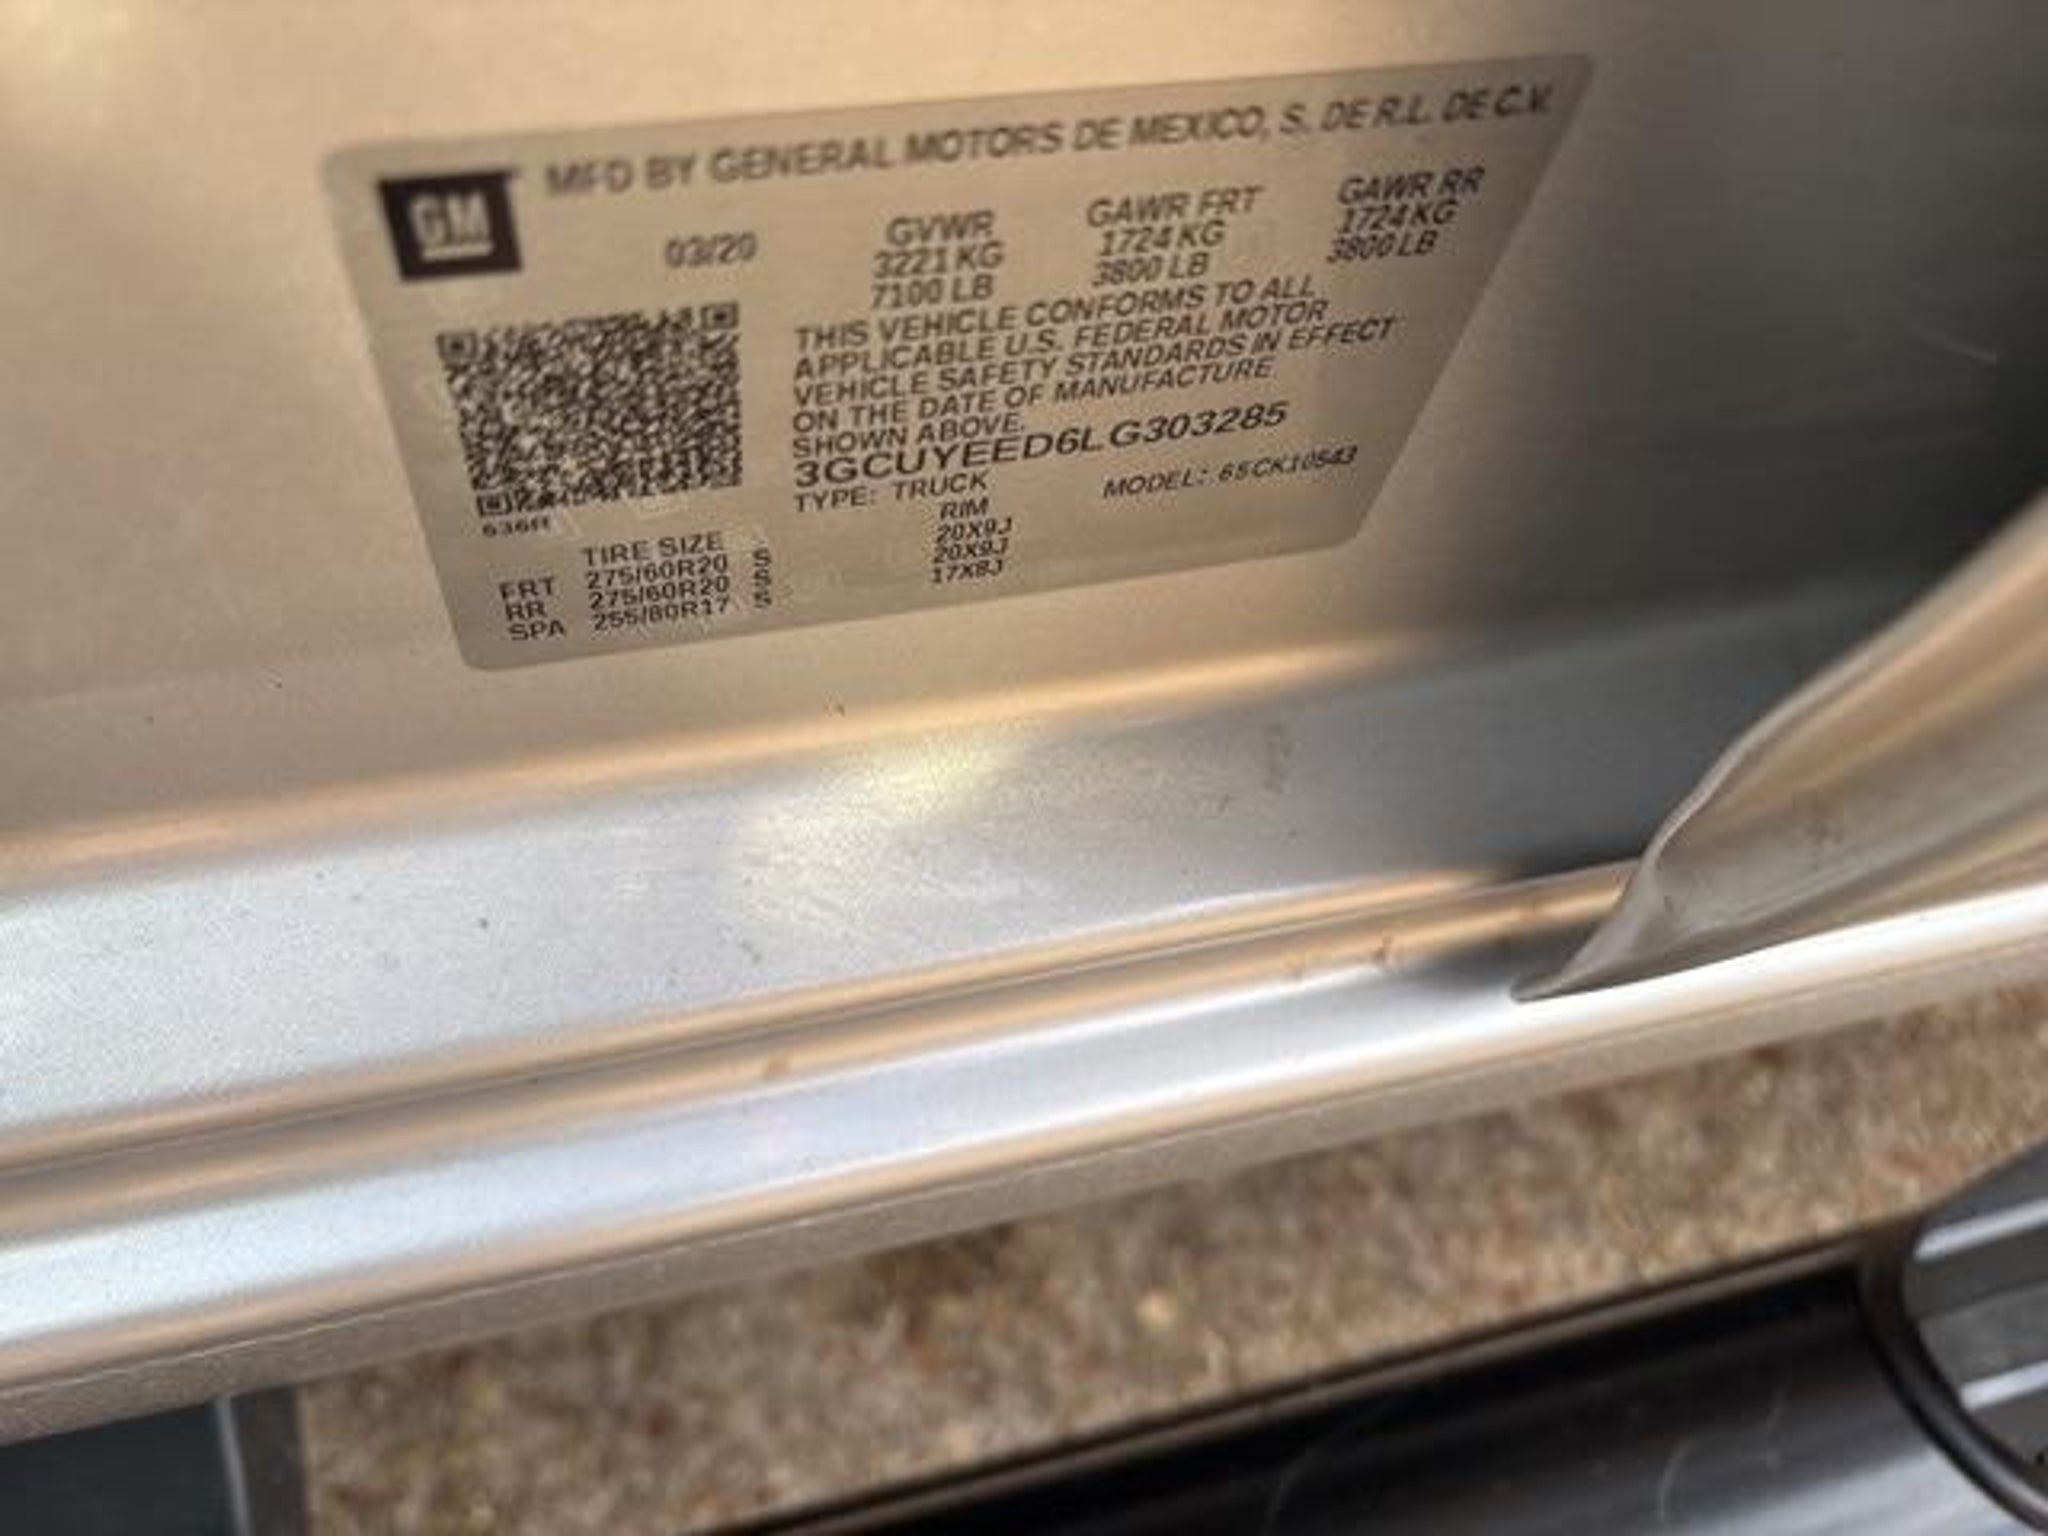 GM
MFD BY GENERAL MOTORS DE MEXICO, S. DE R.L. DE C.V.
03/20
GVWR GAWR FRT GAWR RR
3221 KG 1724 KG 1724 KG
7100 LB 3800 LB 3800 LB
THIS VEHICLE CONFORMS TO ALL
APPLICABLE U.S. FEDERAL MOTOR
VEHICLE SAFETY STANDARDS IN EFFECT
ON THE DATE OF MANUFACTURE
SHOWN ABOVE.
3GCUYEED6LG303285
TYPE: TRUCK MODEL: 6SCK10543
636R
TIRE SIZE RIM
FRT 275/60R20 S 20X9J
RR 275/60R20 S 20X9J
SPA 255/80R17 S 17X8J